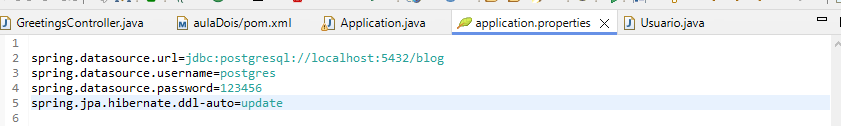 GreetingsController.java aulaDois/pom.xml Application.java application.properties Usuario.java
1
2 spring.datasource.url=jdbc:postgresql://localhost:5432/blog
3 spring.datasource.username=postgres
4 spring.datasource.password=123456
5 spring.jpa.hibernate.ddl-auto=update
6